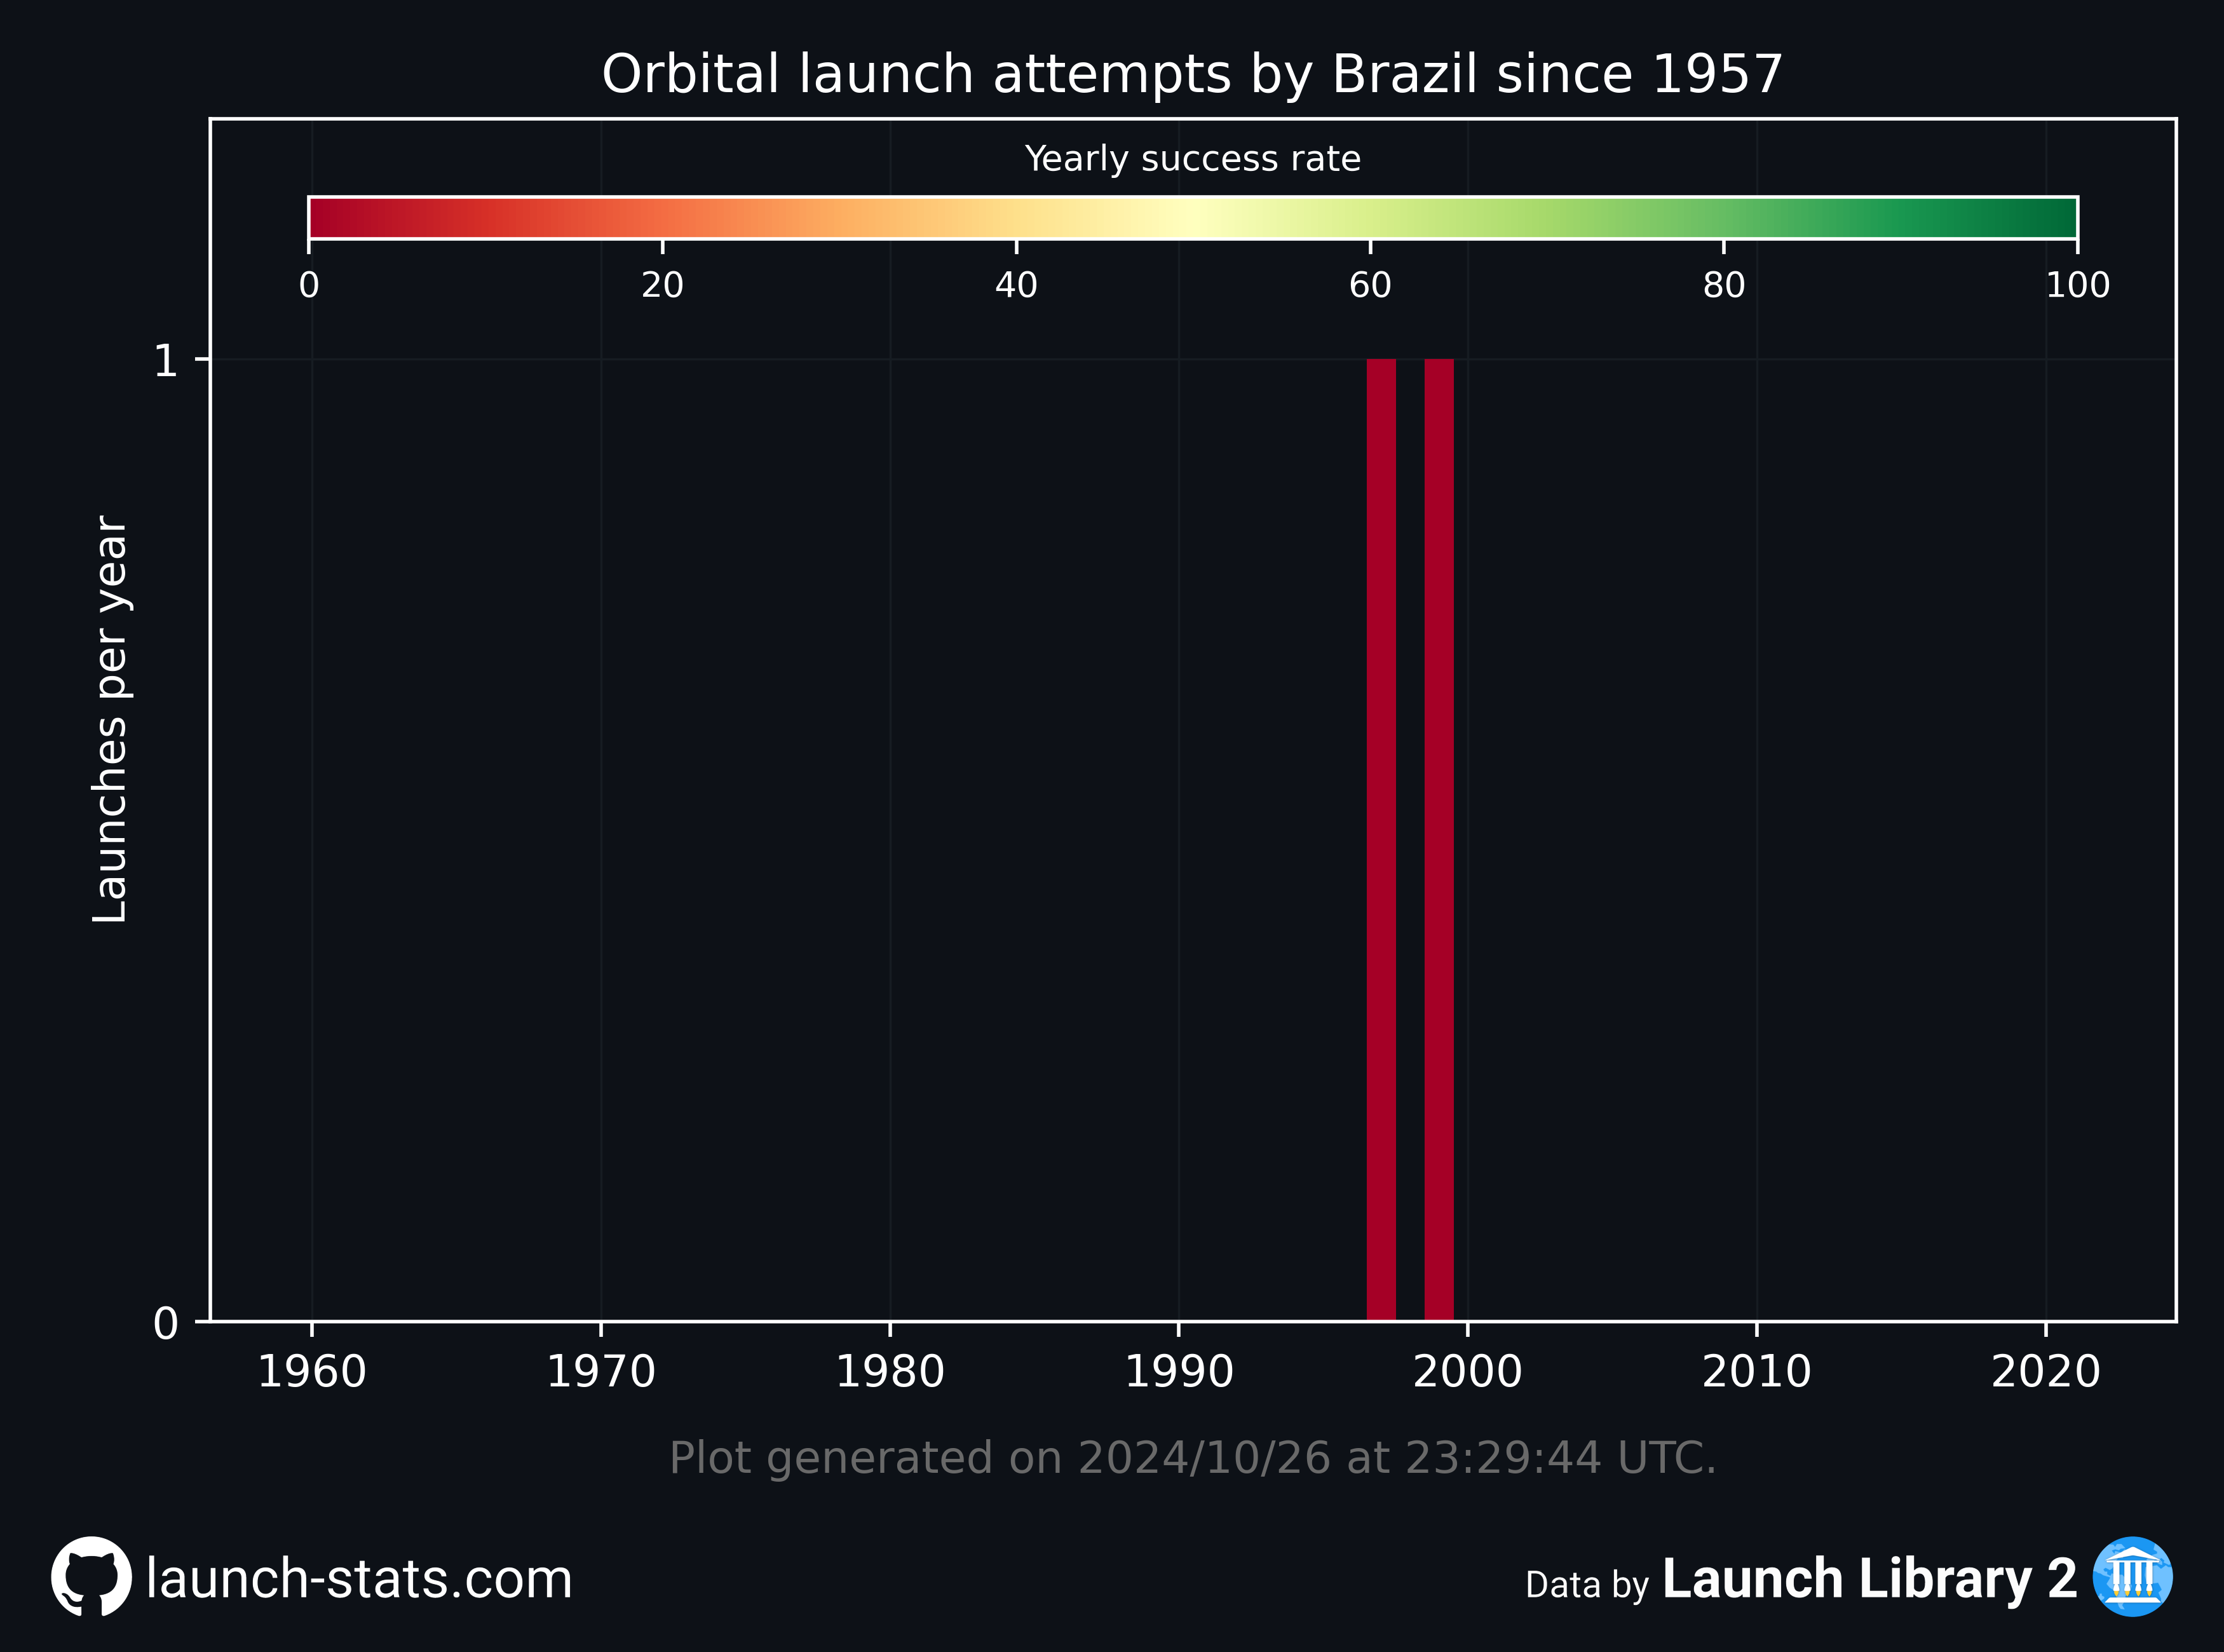 Orbital launch attempts by Brazil since 1957
Yearly success rate
0 20 40 60 80 100
1
Launches per year
0
1960 1970 1980 1990 2000 2010 2020
Plot generated on 2024/10/26 at 23:29:44 UTC.
launch-stats.com
Data by Launch Library 2